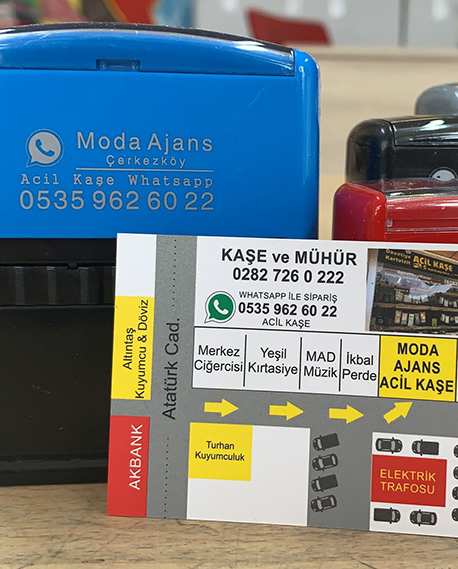 Moda Ajans
Çerkezköy
Acil Kaşe Whatsapp
0535 962 60 22
KAŞE ve MÜHÜR
0282 726 0 222
WHATSAPP İLE SİPARİŞ
0535 962 60 22
ACİL KAŞE
Davetiye
Kartvizit
ACİL KAŞE
Altıntaş
Kuyumcu & Döviz
Atatürk Cad.
Merkez
Ciğercisi
Yeşil
Kırtasiye
MAD
Müzik
İkbal
Perde
MODA
AJANS
ACİL KAŞE
AKBANK
Turhan
Kuyumculuk
ELEKTRİK
TRAFOSU